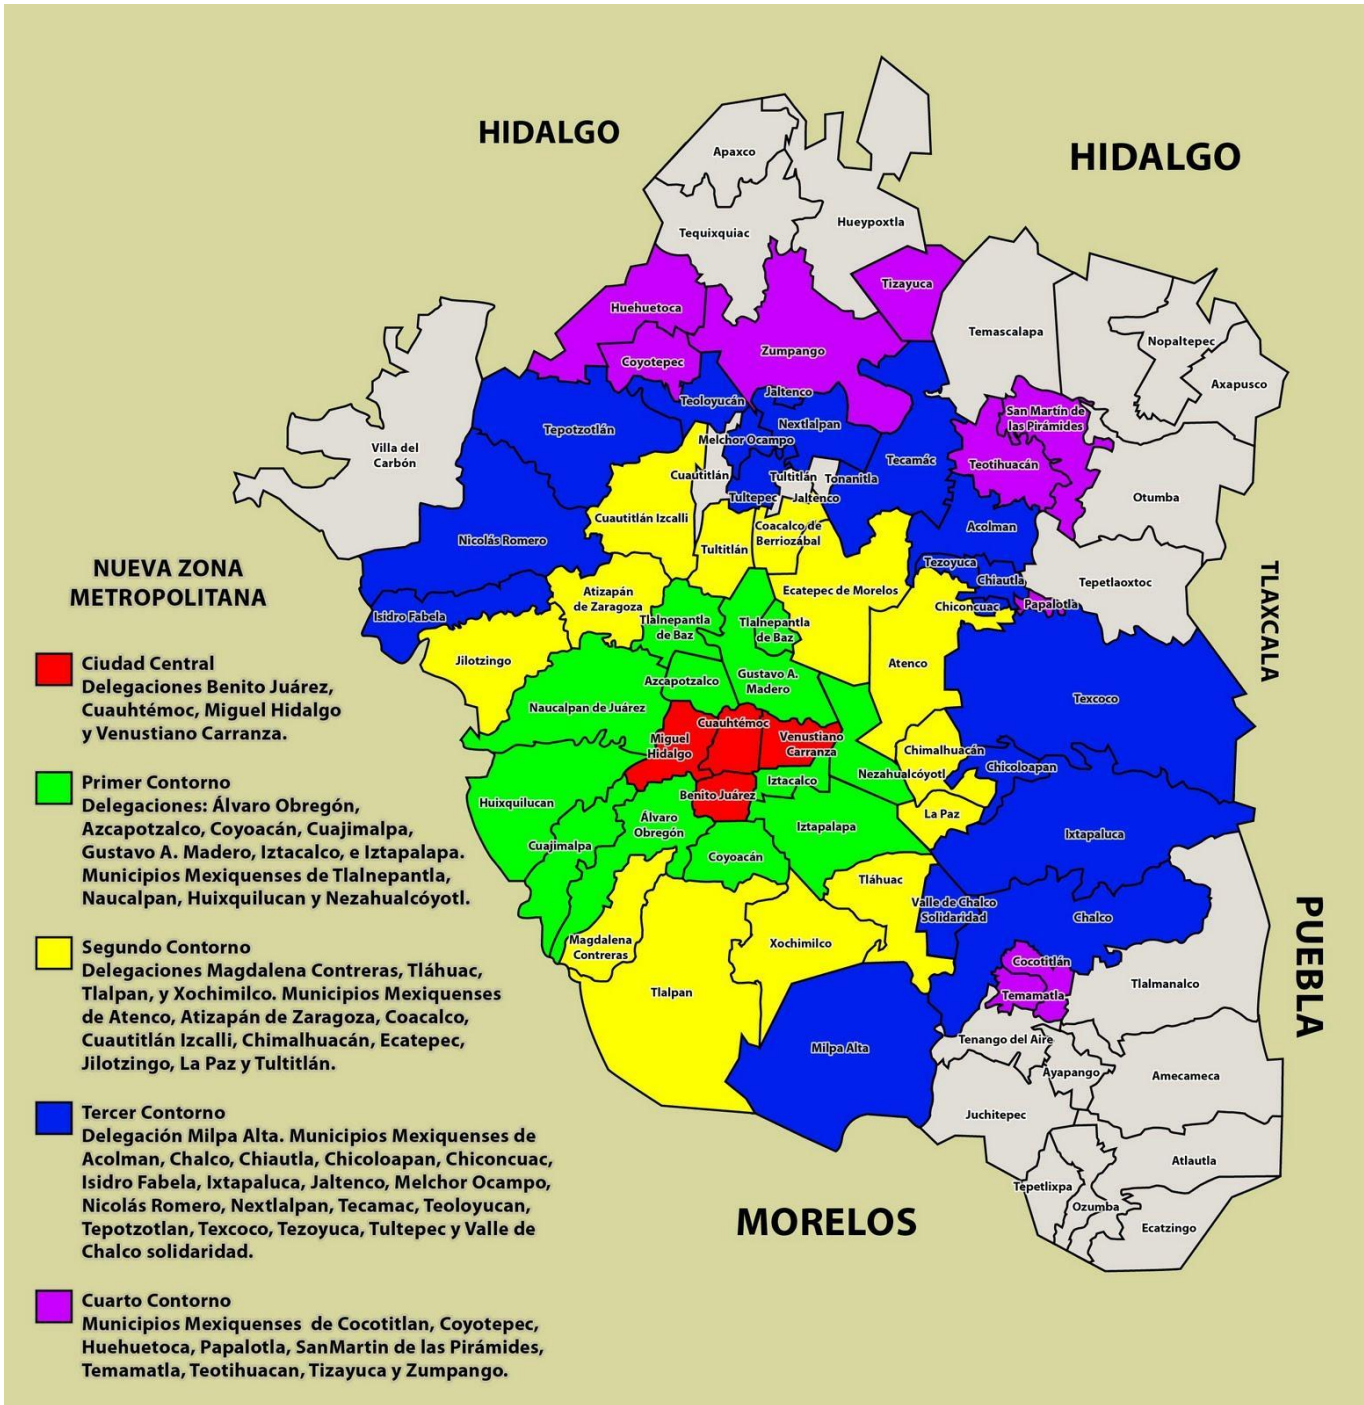 HIDALGO
HIDALGO
Apaxco
Tequixquiac
Hueypoxtla
Tizayuca
Huehuetoca
Temascalapa
Nopaltepec
Zumpango
Coyotepec
Axapusco
Jaltenco
Teoloyucán
San Martín de
las Pirámides
Nextlalpan
Tepotzotlán
Melchor Ocampo
Villa del
Carbón
Tecamác
Teotihuacán
Cuautitlán
Tultitlán
Tonanitla
Tultepec
Jaltenco
Otumba
Cuautitlán Izcalli
Coacalco de
Berriozábal
Acolman
Nicolás Romero
Tultitlán
Tezoyuca
Chiautla
Tepetlaoxtoc
Atizapán
de Zaragoza
Ecatepec de Morelos
Chiconcuac
Papalotla
Isidro Fabela
Tlalnepantla
de Baz
Tlalnepantla
de Baz
TLAXCALA
Jilotzingo
Atenco
Azcapotzalco
Gustavo A.
Madero
Texcoco
Naucalpan de Juárez
Cuauhtémoc
Miguel
Hidalgo
Venustiano
Carranza
Chimalhuacán
Chicoloapan
Nezahualcóyotl
Iztacalco
Benito Juárez
Huixquilucan
La Paz
Álvaro
Obregón
Iztapalapa
Ixtapaluca
Cuajimalpa
Coyoacán
Tláhuac
Valle de Chalco
Solidaridad
Chalco
PUEBLA
Magdalena
Contreras
Xochimilco
Cocotitlán
Tlalmanalco
Tlalpan
Temamatla
Tenango del Aire
Milpa Alta
Ayapango
Amecameca
Juchitepec
Atlautla
Tepetlixpa
Ozumba
Ecatzingo
MORELOS
NUEVA ZONA
METROPOLITANA
Ciudad Central
Delegaciones Benito Juárez,
Cuauhtémoc, Miguel Hidalgo
y Venustiano Carranza.
Primer Contorno
Delegaciones: Álvaro Obregón,
Azcapotzalco, Coyoacán, Cuajimalpa,
Gustavo A. Madero, Iztacalco, e Iztapalapa.
Municipios Mexiquenses de Tlalnepantla,
Naucalpan, Huixquilucan y Nezahualcóyotl.
Segundo Contorno
Delegaciones Magdalena Contreras, Tláhuac,
Tlalpan, y Xochimilco. Municipios Mexiquenses
de Atenco, Atizapán de Zaragoza, Coacalco,
Cuautitlán Izcalli, Chimalhuacán, Ecatepec,
Jilotzingo, La Paz y Tultitlán.
Tercer Contorno
Delegación Milpa Alta. Municipios Mexiquenses de
Acolman, Chalco, Chiautla, Chicoloapan, Chiconcuac,
Isidro Fabela, Ixtapaluca, Jaltenco, Melchor Ocampo,
Nicolás Romero, Nextlalpan, Tecamac, Teoloyucan,
Tepotzotlan, Texcoco, Tezoyuca, Tultepec y Valle de
Chalco solidaridad.
Cuarto Contorno
Municipios Mexiquenses de Cocotitlan, Coyotepec,
Huehuetoca, Papalotla, SanMartin de las Pirámides,
Temamatla, Teotihuacan, Tizayuca y Zumpango.